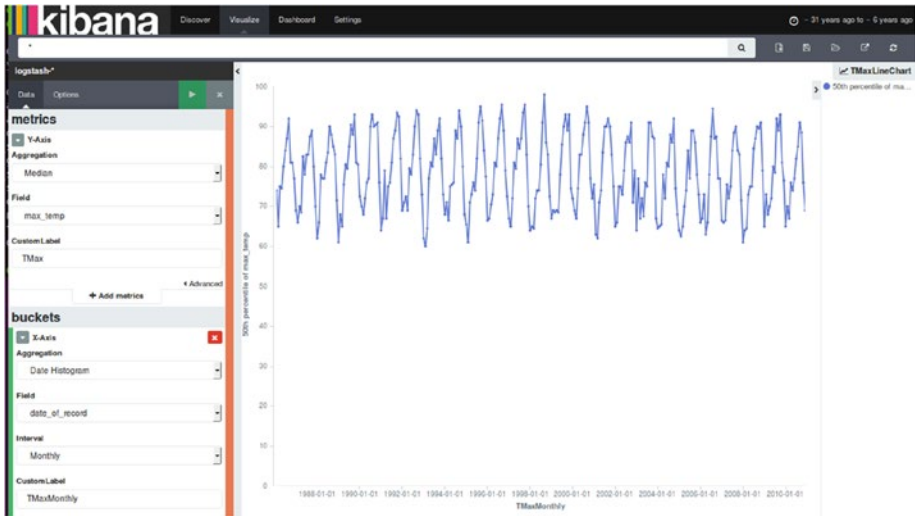 kibana
Discover Visualize Dashboard Settings
~ 31 years ago to ~ 6 years ago
*
logstash-*
Data Options
metrics
Y-Axis
Aggregation
Median
Field
max_temp
CustomLabel
TMax
Advanced
+ Add metrics
buckets
X-Axis
Aggregation
Date Histogram
Field
date_of_record
Interval
Monthly
CustomLabel
TMaxMonthly
50th percentile of max_temp
100
90
80
70
60
50
40
30
20
10
0
1988-01-01 1990-01-01 1992-01-01 1994-01-01 1996-01-01 1998-01-01 2000-01-01 2002-01-01 2004-01-01 2006-01-01 2008-01-01 2010-01-01
TMaxMonthly
TMaxLineChart
50th percentile of ma...